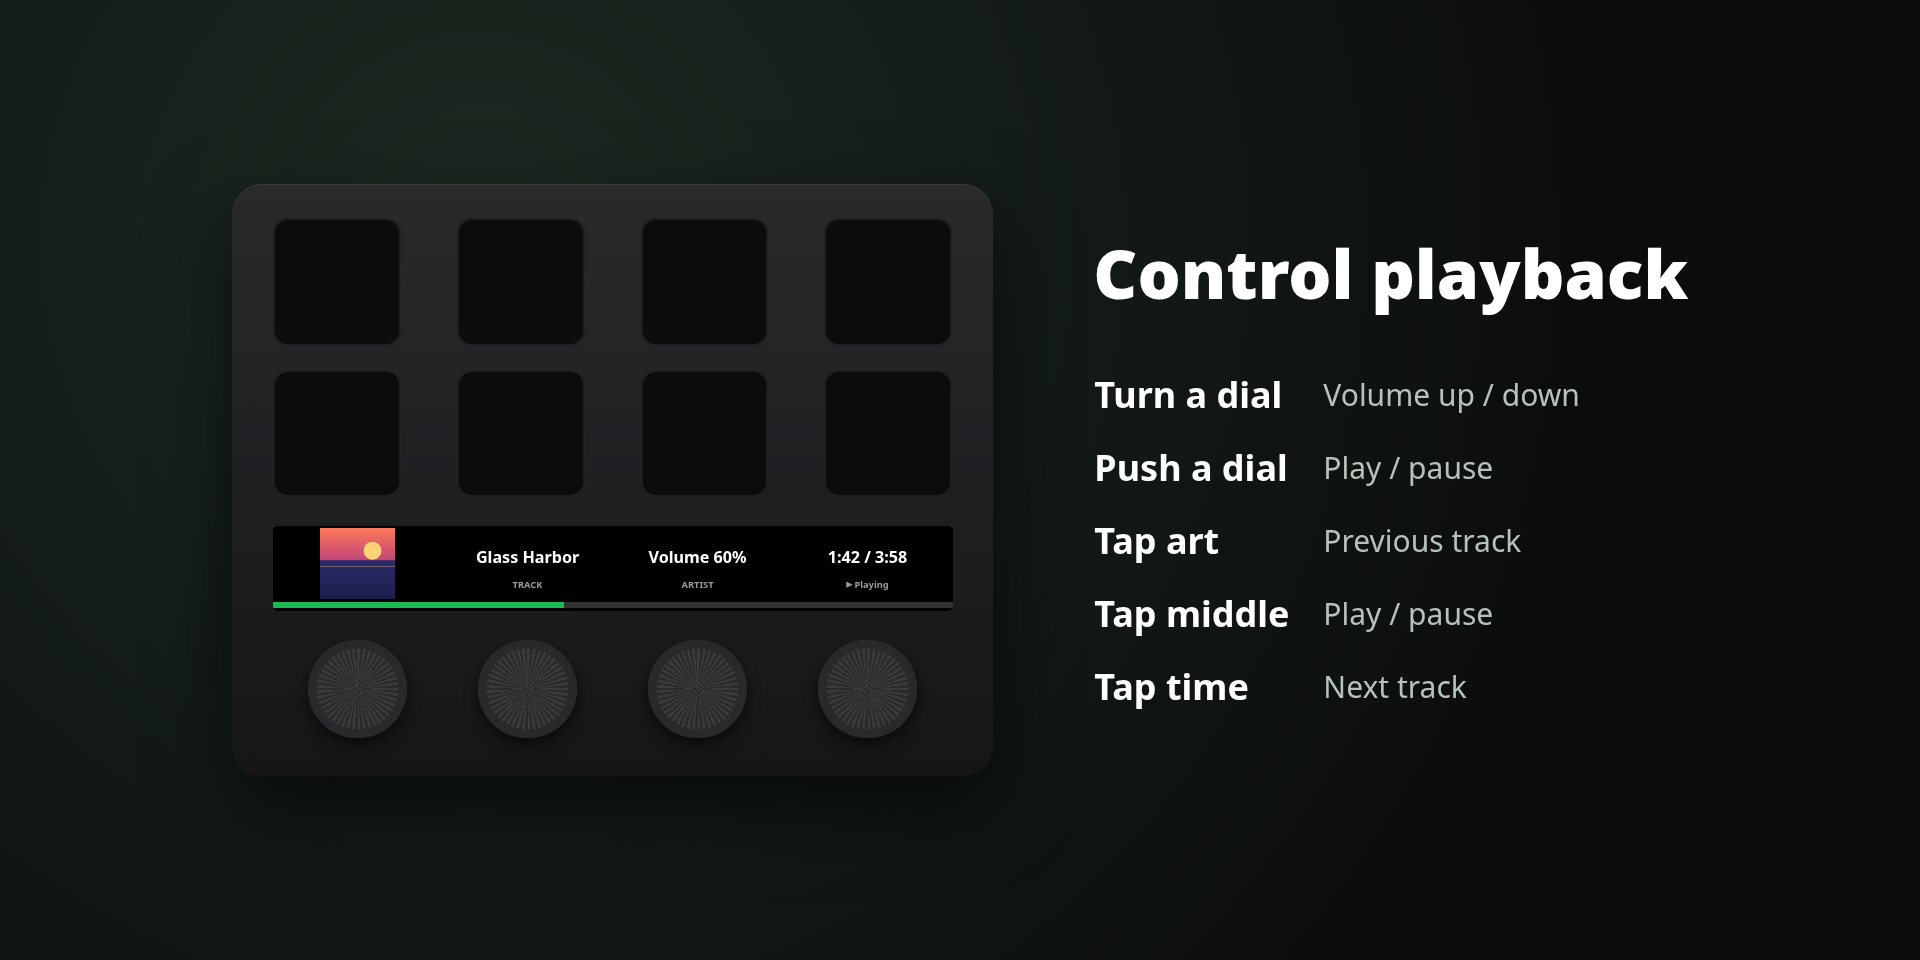 Control playback
Turn a dial Volume up / down
Push a dial Play / pause
Tap art Previous track
Tap middle Play / pause
Tap time Next track
Glass Harbor Volume 60% 1:42 / 3:58
TRACK ARTIST ▶ Playing